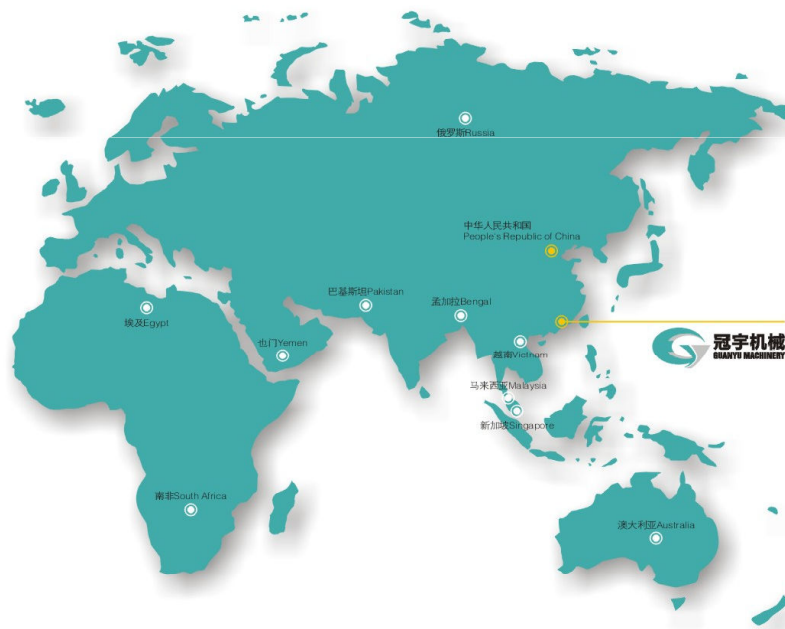 俄罗斯Russia
中华人民共和国
People's Republic of China
巴基斯坦Pakistan
孟加拉Bengal
埃及Egypt
也门Yemen
越南Vietnam
冠宇机械
GUANYU MACHINERY
马来西亚Malaysia
新加坡Singapore
南非South Africa
澳大利亚Australia